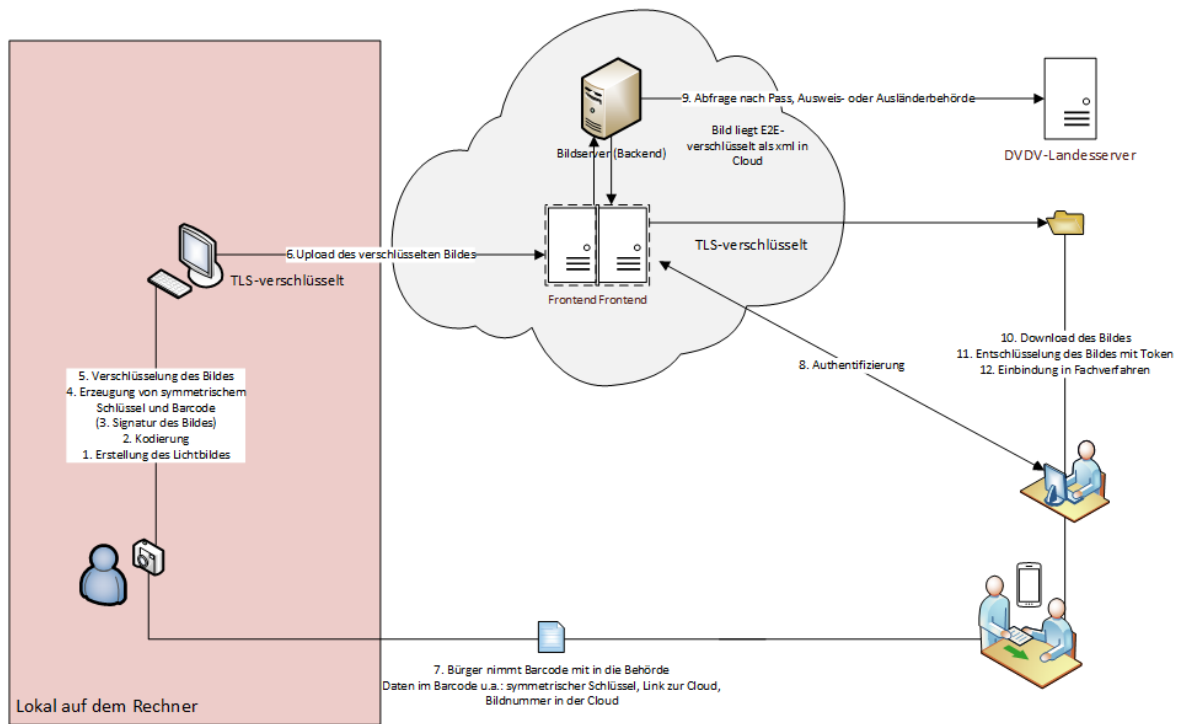 9. Abfrage nach Pass, Ausweis- oder Ausländerbehörde
Bild liegt E2E-
verschlüsselt als xml in
Cloud
Bildserver (Backend)
DVDV-Landesserver
6.Upload des verschlüsselten Bildes
TLS-verschlüsselt
TLS-verschlüsselt
Frontend Frontend
8. Authentifizierung
10. Download des Bildes
11. Entschlüsselung des Bildes mit Token
12. Einbindung in Fachverfahren
5. Verschlüsselung des Bildes
4. Erzeugung von symmetrischem
Schlüssel und Barcode
(3. Signatur des Bildes)
2. Kodierung
1. Erstellung des Lichtbildes
7. Bürger nimmt Barcode mit in die Behörde
Daten im Barcode u.a.: symmetrischer Schlüssel, Link zur Cloud,
Bildnummer in der Cloud
Lokal auf dem Rechner